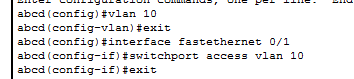 abcd(config)#vlan 10
abcd(config-vlan)#exit
abcd(config)#interface fastethernet 0/1
abcd(config-if)#switchport access vlan 10
abcd(config-if)#exit